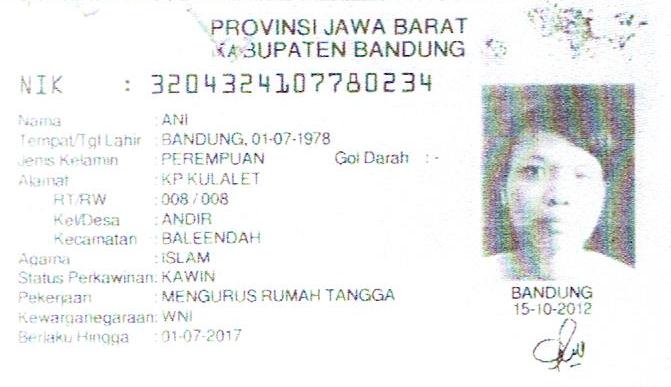 PROVINSI JAWA BARAT
KABUPATEN BANDUNG
NIK : 3204324107780234
Nama : ANI
Tempat/Tgl Lahir : BANDUNG, 01-07-1978
Jenis Kelamin : PEREMPUAN Gol Darah : -
Alamat : KP KULALET
RT/RW : 008 / 008
Kel/Desa : ANDIR
Kecamatan : BALEENDAH
Agama : ISLAM
Status Perkawinan: KAWIN
Pekerjaan : MENGURUS RUMAH TANGGA
Kewarganegaraan: WNI
Berlaku Hingga : 01-07-2017
BANDUNG
15-10-2012